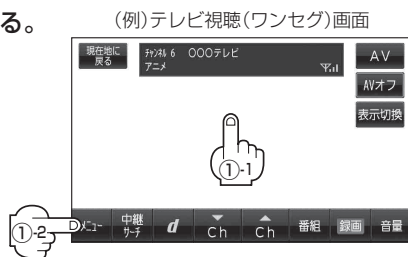 る。
(例)テレビ視聴(ワンセグ)画面
現在地に
戻る
チャンネル 6 〇〇〇テレビ
アニメ
AV
AVオフ
表示切換
①-1
①-2
メニュー
中継
サーチ
d
Ch
Ch
番組
録画
音量